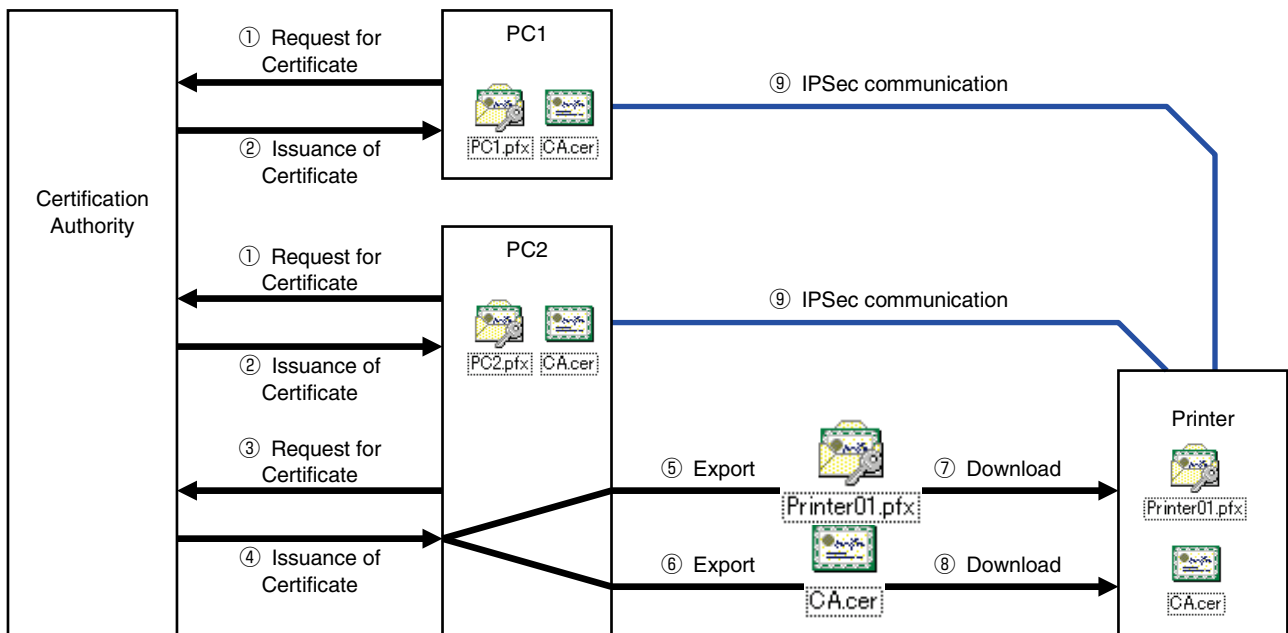 Certification
Authority
① Request for
Certificate
② Issuance of
Certificate
PC1
PC1.pfx
CA.cer
⑨ IPSec communication
① Request for
Certificate
② Issuance of
Certificate
PC2
PC2.pfx
CA.cer
⑨ IPSec communication
③ Request for
Certificate
④ Issuance of
Certificate
⑤ Export
Printer01.pfx
⑦ Download
⑥ Export
CA.cer
⑧ Download
Printer
Printer01.pfx
CA.cer